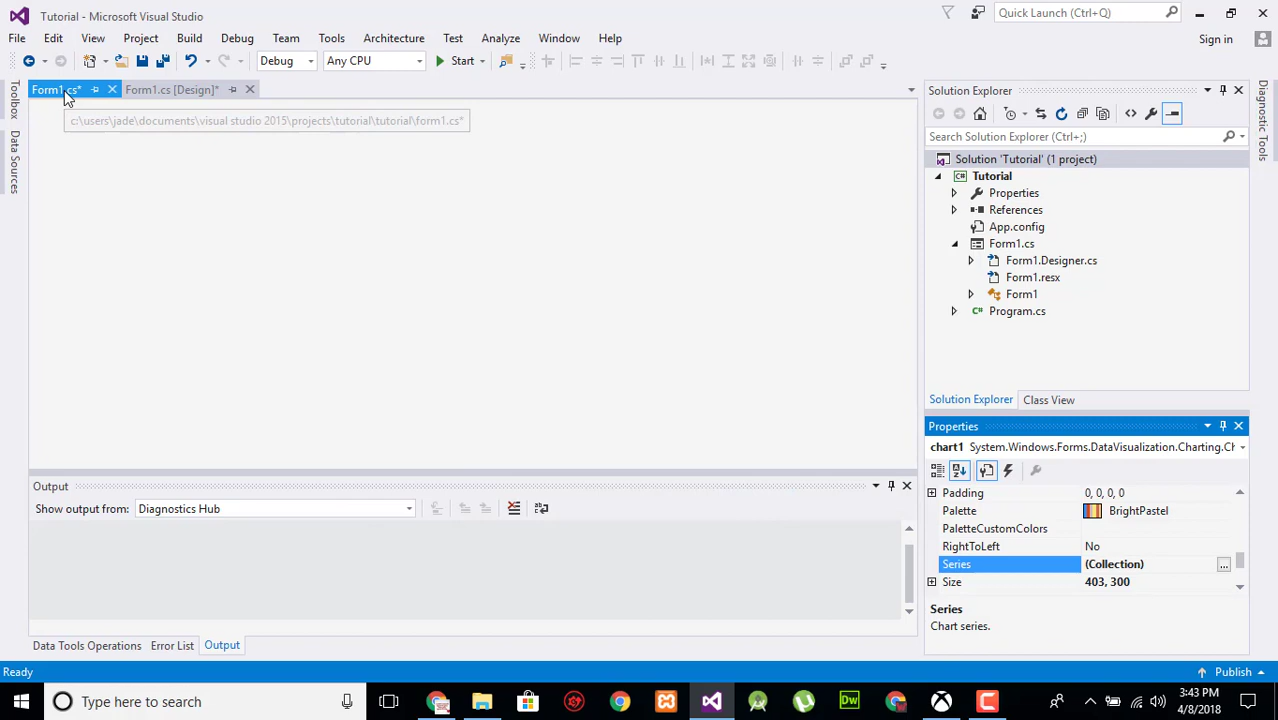 Tutorial - Microsoft Visual Studio
Quick Launch (Ctrl+Q)
File Edit View Project Build Debug Team Tools Architecture Test Analyze Window Help
Sign in
Debug Any CPU Start
Toolbox
Data Sources
Form1.cs* Form1.cs [Design]*
c:\users\jade\documents\visual studio 2015\projects\tutorial\tutorial\form1.cs*
Solution Explorer
Search Solution Explorer (Ctrl+;)
Solution 'Tutorial' (1 project)
C# Tutorial
Properties
References
App.config
Form1.cs
Form1.Designer.cs
Form1.resx
Form1
C# Program.cs
Solution Explorer Class View
Diagnostic Tools
Properties
chart1 System.Windows.Forms.DataVisualization.Charting.Ch
Padding 0, 0, 0, 0
Palette BrightPastel
PaletteCustomColors
RightToLeft No
Series (Collection) ...
Size 403, 300
Series
Chart series.
Output
Show output from: Diagnostics Hub
Data Tools Operations Error List Output
Ready
Publish
Type here to search
Dw
3:43 PM
4/8/2018